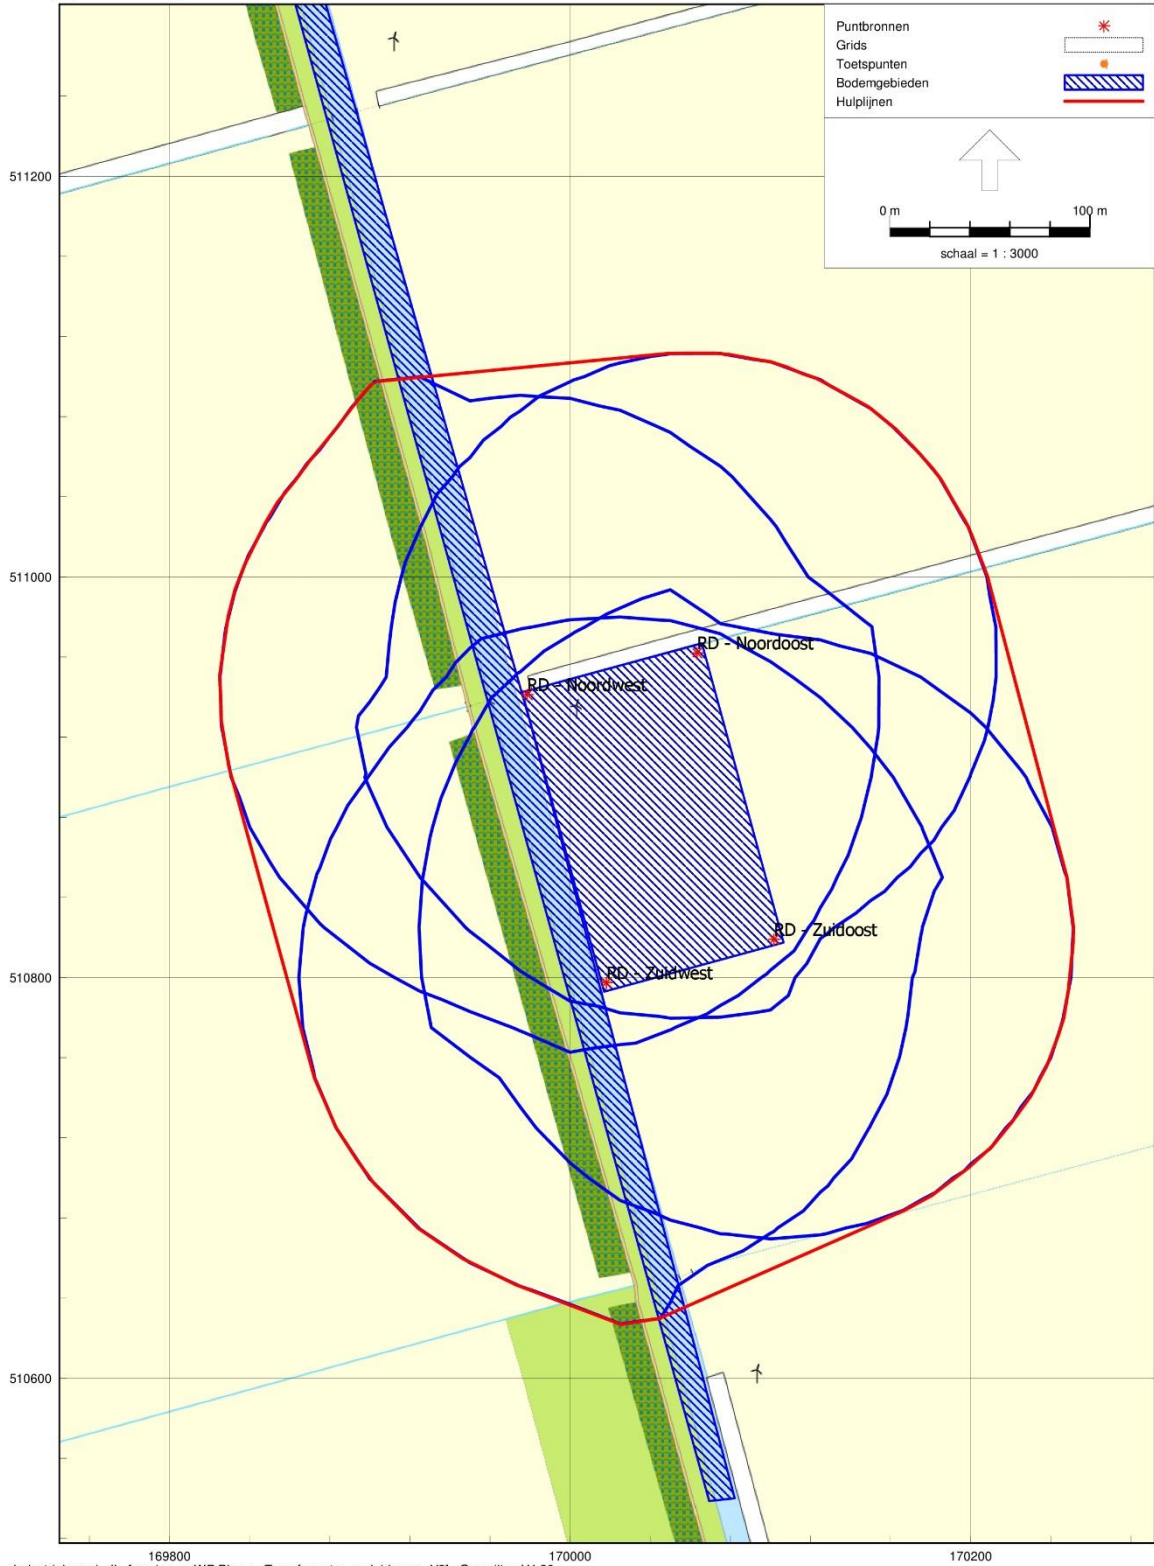 Puntbronnen
Grids
Toetspunten
Bodemgebieden
Hulplijnen
0 m 100 m
schaal = 1 : 3000
511200
511000
RD - Noordoost
RD - Noordwest
RD - Zuidoost
RD - Zuidwest
510800
510600
169800 170000 170200